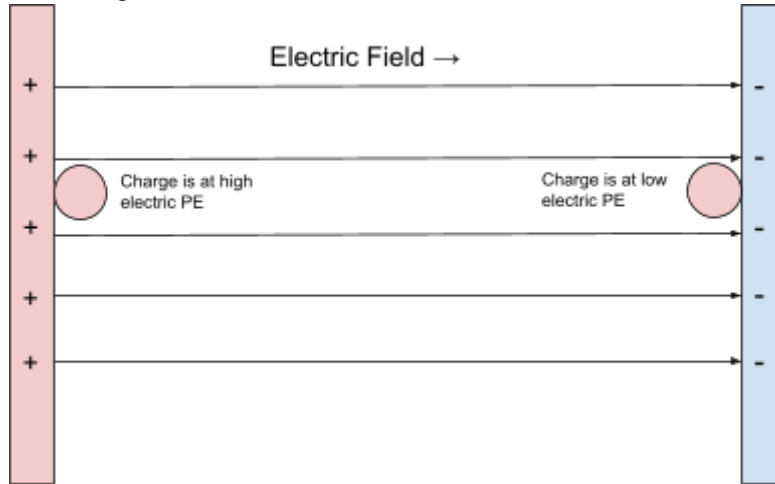 Electric Field →
+ -
+ -
Charge is at high
electric PE
Charge is at low
electric PE
+ -
+ -
+ -